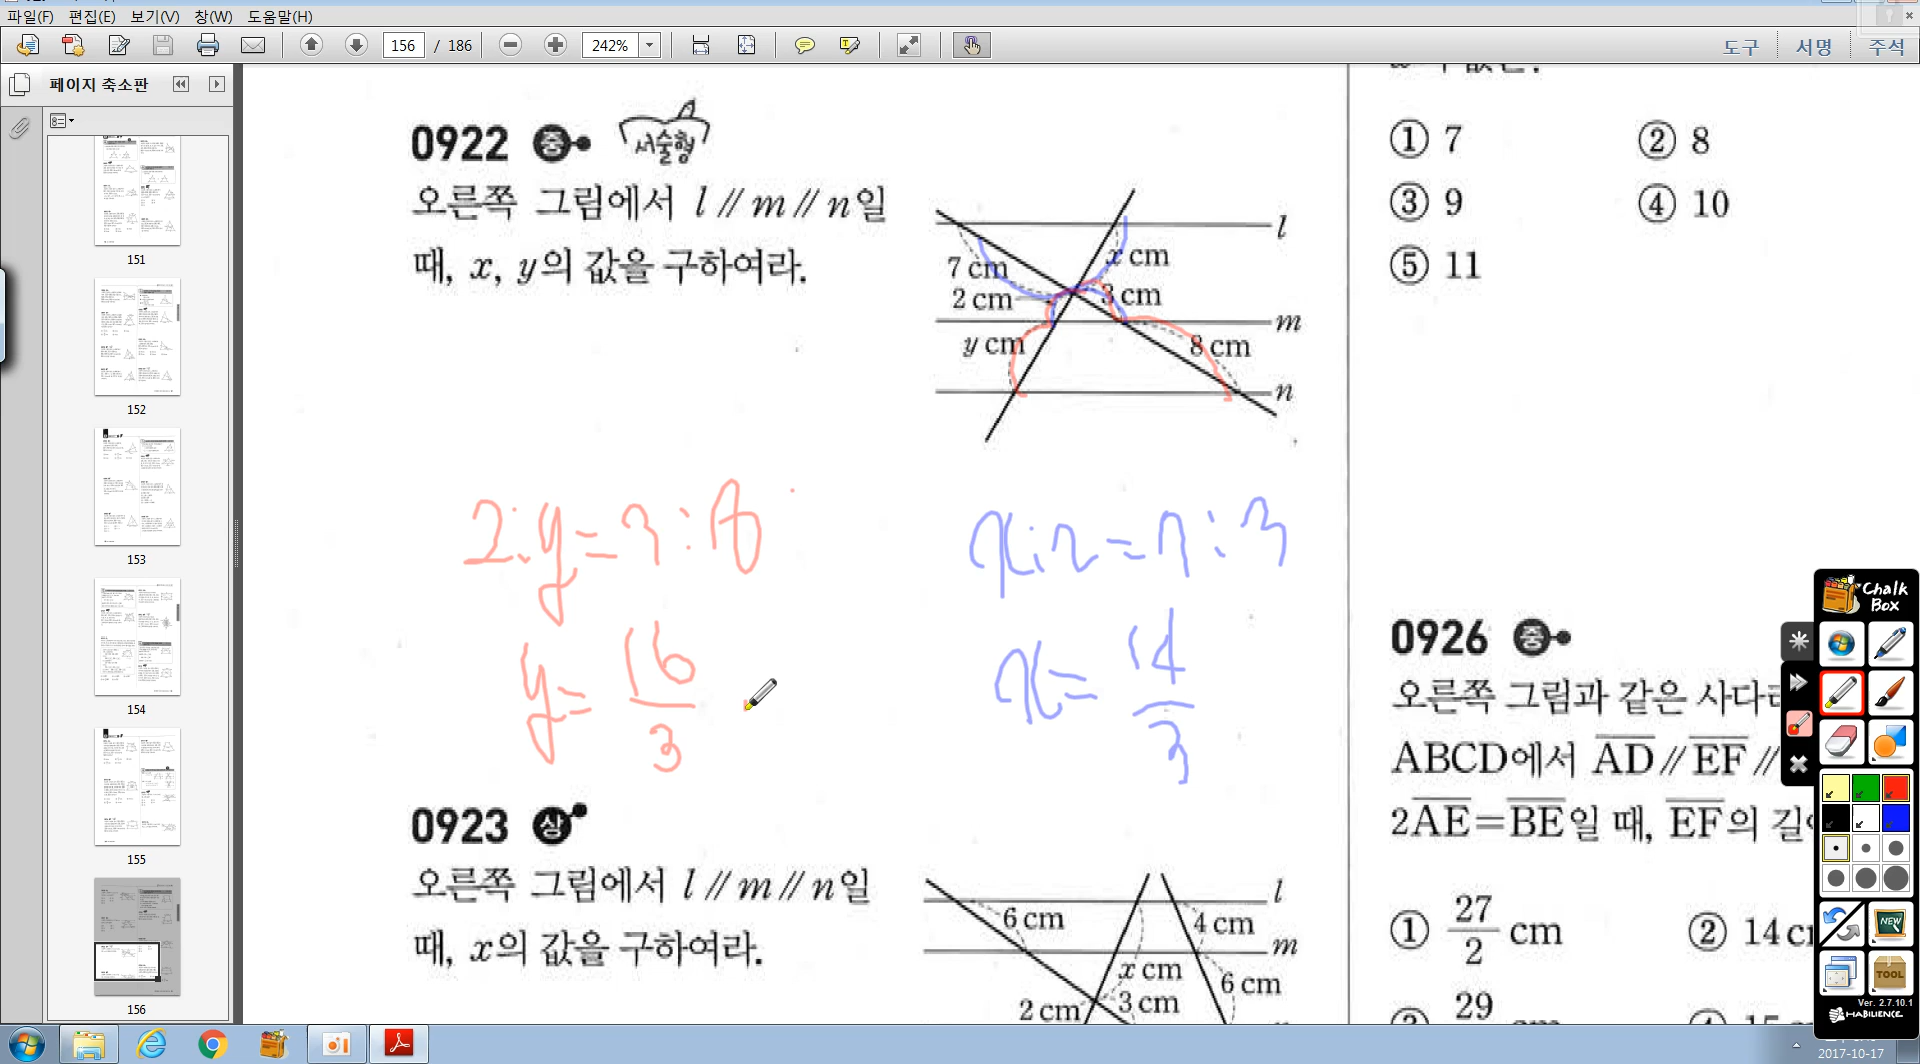 파일(F) 편집(E) 보기(V) 창(W) 도움말(H)
156 / 186 242% 도구 서명 주석
페이지 축소판
151
152
153
154
155
156
0922 중 서술형
오른쪽 그림에서 l // m // n일
때, x, y의 값을 구하여라.
l
7 cm x cm
2 cm 3 cm
m
y cm 8 cm
n
2:y=3:8
y=16/3
x:2=7:3
x=14/3
0923 상
오른쪽 그림에서 l // m // n일
때, x의 값을 구하여라.
l
6 cm 4 cm
m
x cm 6 cm
2 cm 3 cm
① 7 ② 8
③ 9 ④ 10
⑤ 11
0926 중
오른쪽 그림과 같은
ABCD에서 AD // EF //
2AE=BE일 때, EF의
① 27/2 cm ② 14
29
Chalk Box
NEW
TOOL
Ver. 2.7.10.1
HABILIENCE
2017-10-17